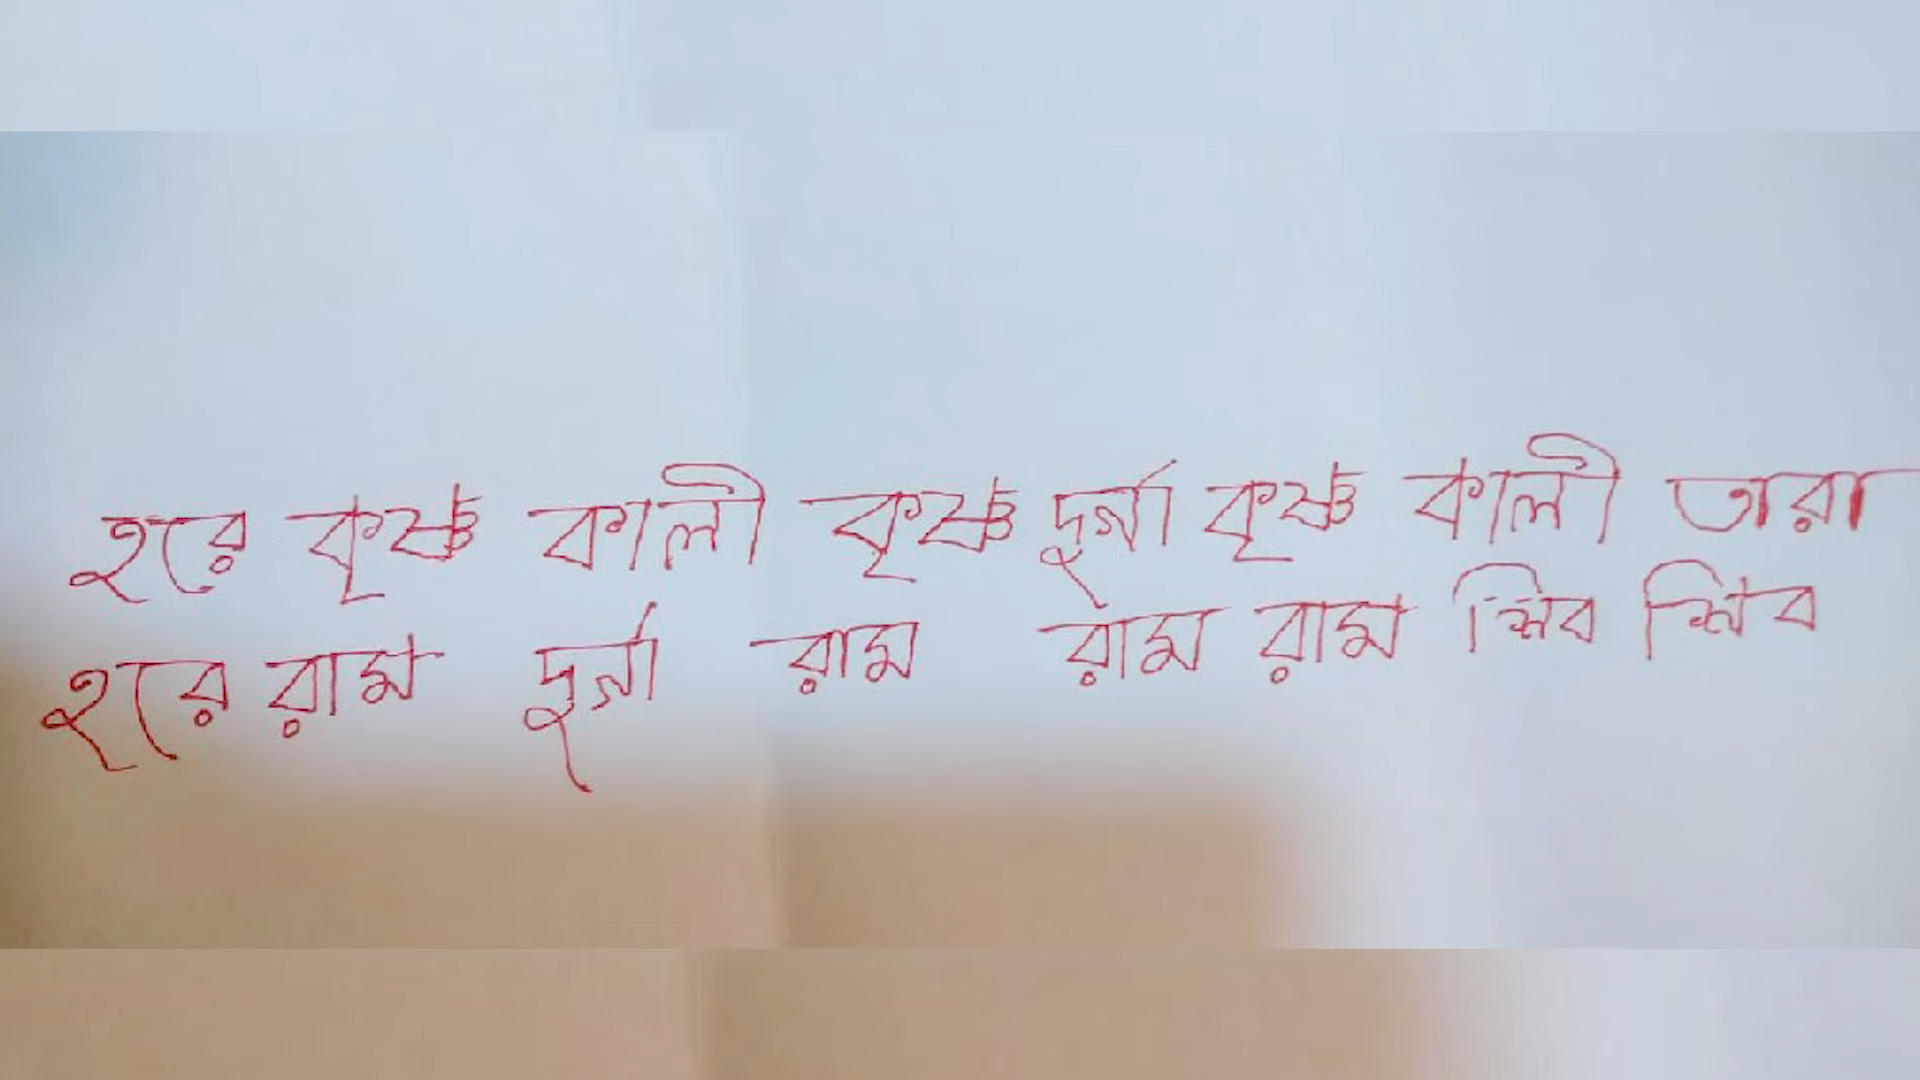 হরে কৃষ্ণ কালী কৃষ্ণ দুর্গা কৃষ্ণ কালী তারা
হরে রাম দুর্গা রাম রাম রাম শিব শিব